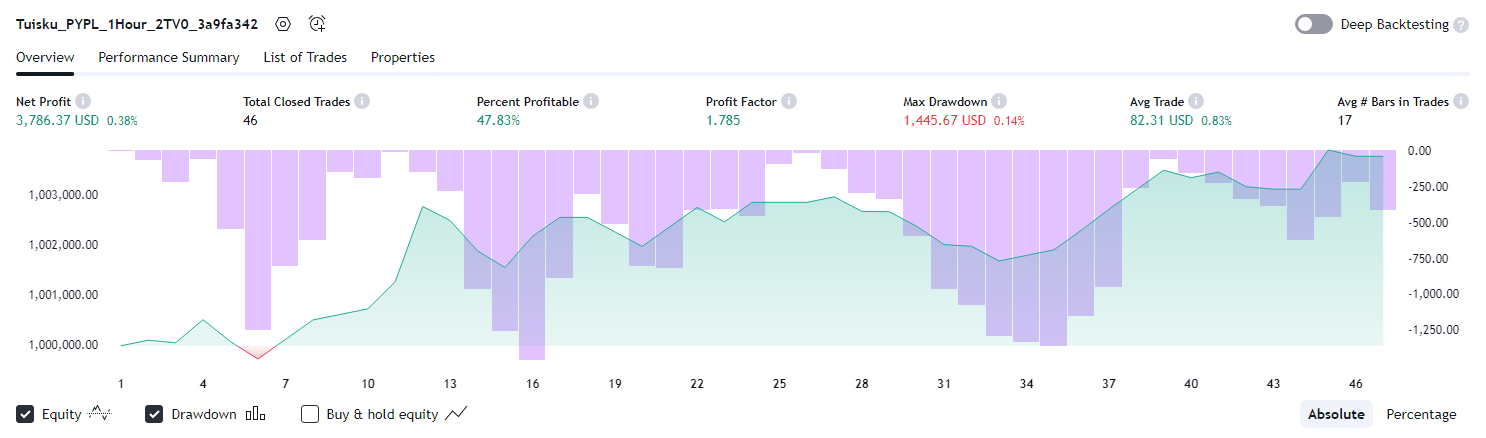 Tuisku_PYPL_1Hour_2TV0_3a9fa342
Deep Backtesting ?
Overview Performance Summary List of Trades Properties
Net Profit i Total Closed Trades i Percent Profitable i Profit Factor i Max Drawdown i Avg Trade i Avg # Bars in Trades i
3,786.37 USD 0.38% 46 47.83% 1.785 1,445.67 USD 0.14% 82.31 USD 0.83% 17
0.00
1,003,000.00 -250.00
-500.00
1,002,000.00 -750.00
1,001,000.00 -1,000.00
1,000,000.00 -1,250.00
1 4 7 10 13 16 19 22 25 28 31 34 37 40 43 46
Equity Drawdown Buy & hold equity Absolute Percentage